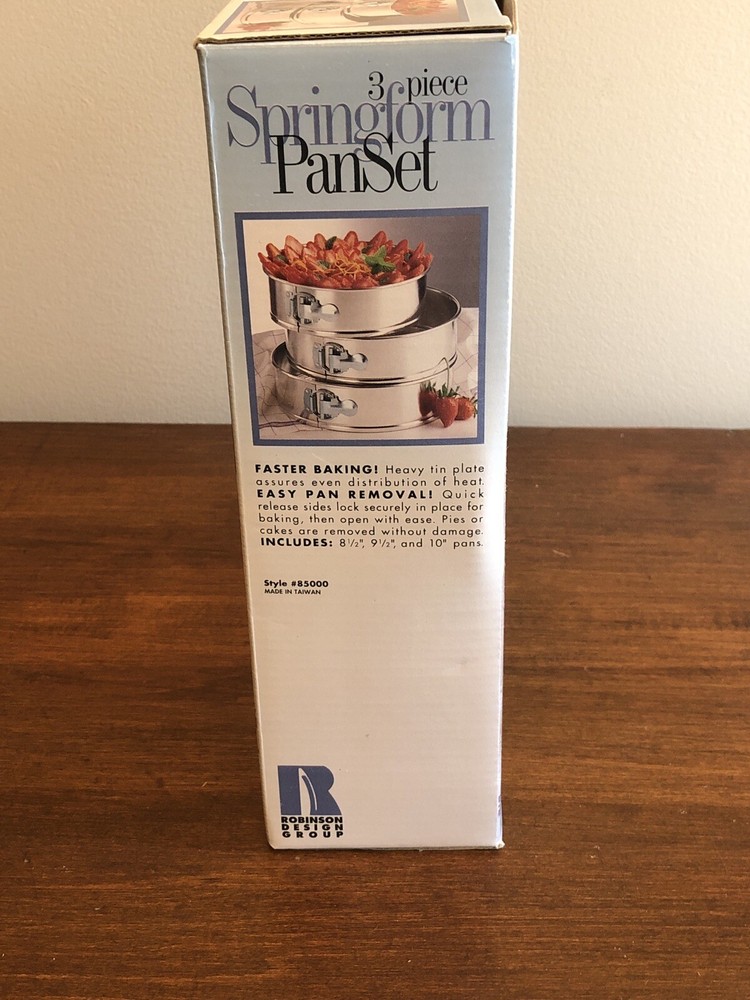 3 piece
Springform
PanSet
FASTER BAKING! Heavy tin plate
assures even distribution of heat.
EASY PAN REMOVAL! Quick
release sides lock securely in place for
baking, then open with ease. Pies or
cakes are removed without damage.
INCLUDES: 8½", 9½", and 10" pans.
Style #85000
MADE IN TAIWAN
R
ROBINSON
DESIGN
GROUP